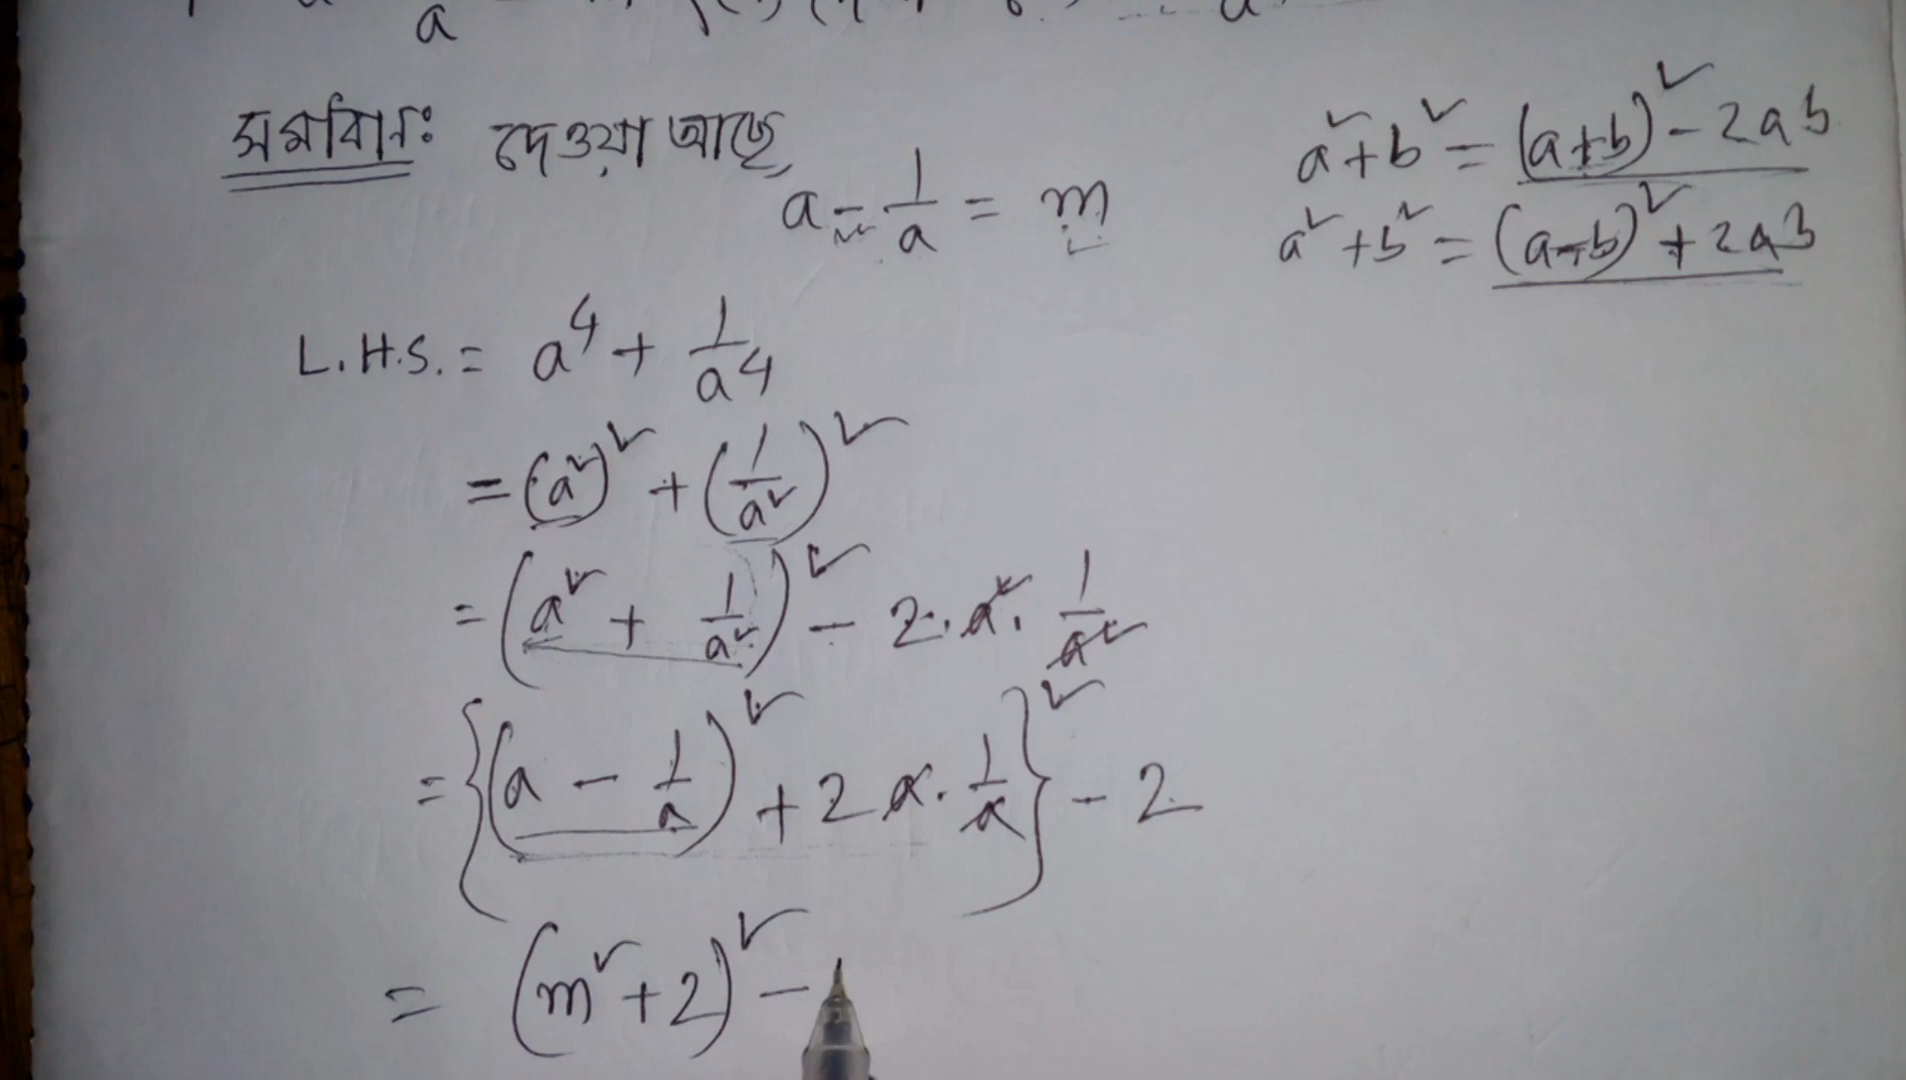 সমাধানঃ দেওয়া আছে,
a - 1/a = m
a² + b² = (a+b)² - 2ab
a² + b² = (a-b)² + 2ab
L.H.S. = a⁴ + 1/a⁴
= (a²)² + (1/a²)²
= (a² + 1/a²)² - 2·a²·1/a²
= {(a - 1/a)² + 2a·1/a}² - 2
= (m² + 2)² -